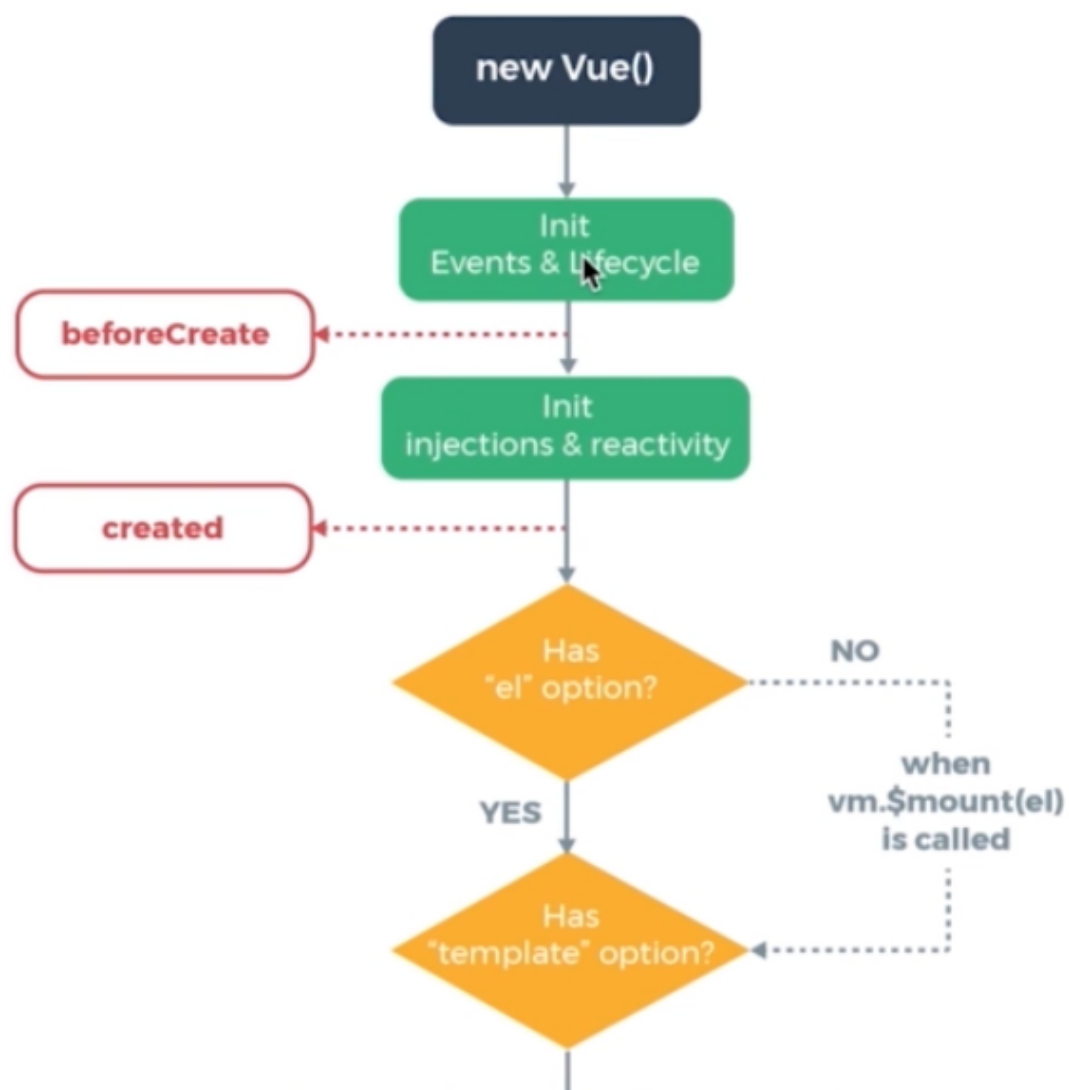 new Vue()
Init
Events & Lifecycle
beforeCreate
Init
injections & reactivity
created
Has
“el” option?
NO
when
vm.$mount(el)
is called
YES
Has
“template” option?